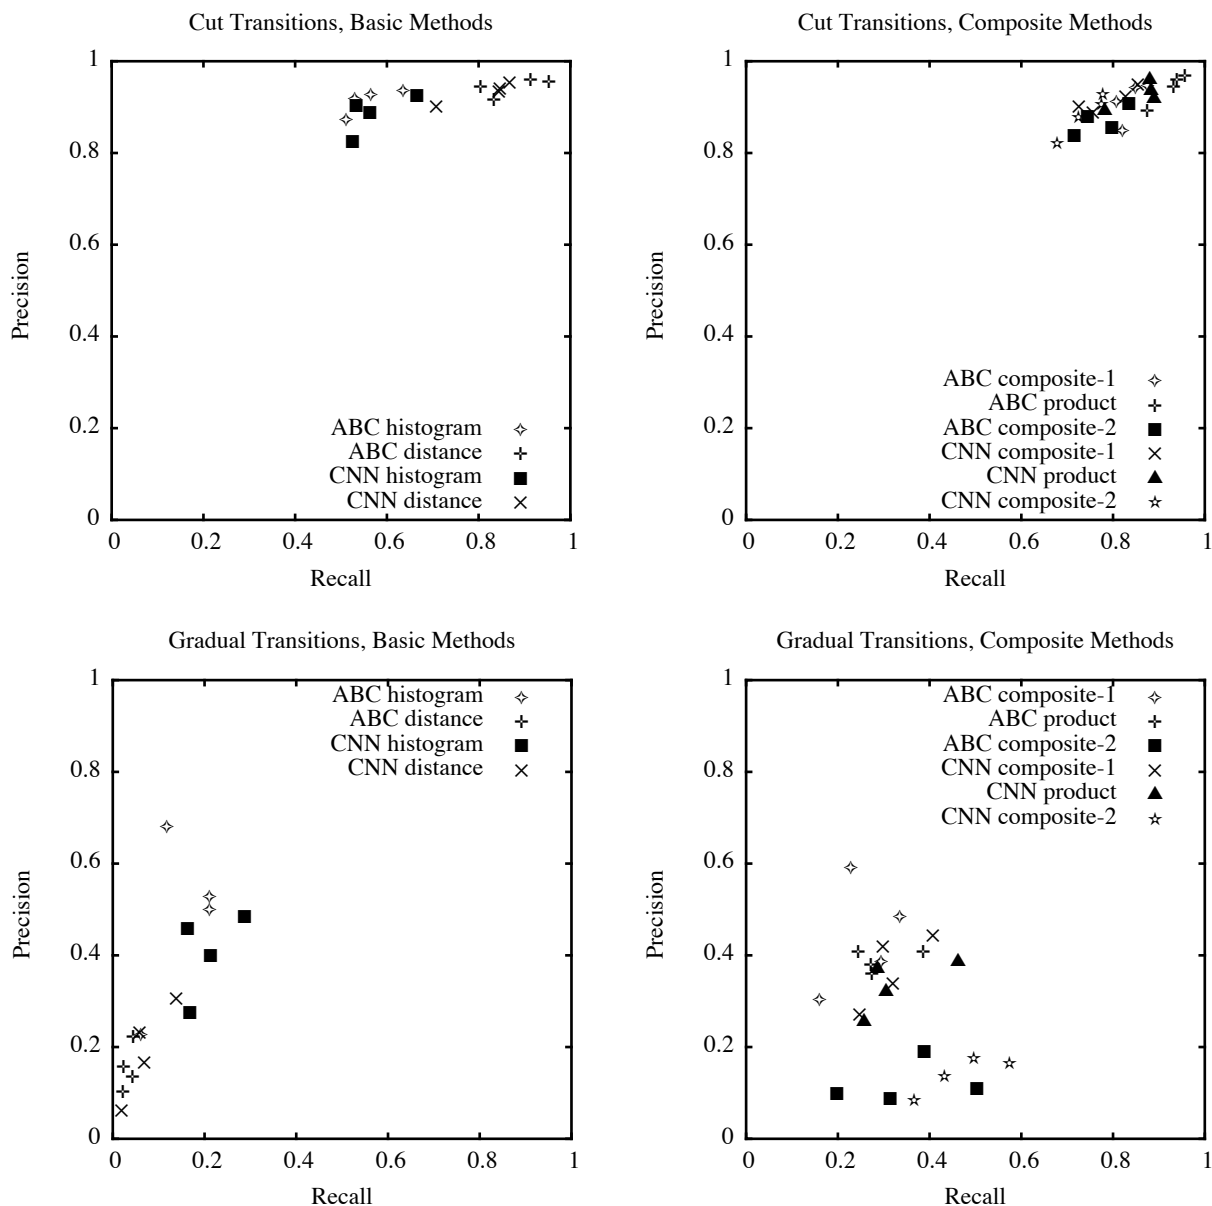 Cut Transitions, Basic Methods
1
0.8
0.6
0.4
0.2
0
Precision
ABC histogram
ABC distance
CNN histogram
CNN distance
0 0.2 0.4 0.6 0.8 1
Recall
Cut Transitions, Composite Methods
1
0.8
0.6
0.4
0.2
0
Precision
ABC composite-1
ABC product
ABC composite-2
CNN composite-1
CNN product
CNN composite-2
0 0.2 0.4 0.6 0.8 1
Recall
Gradual Transitions, Basic Methods
1
0.8
0.6
0.4
0.2
0
Precision
ABC histogram
ABC distance
CNN histogram
CNN distance
0 0.2 0.4 0.6 0.8 1
Recall
Gradual Transitions, Composite Methods
1
0.8
0.6
0.4
0.2
0
Precision
ABC composite-1
ABC product
ABC composite-2
CNN composite-1
CNN product
CNN composite-2
0 0.2 0.4 0.6 0.8 1
Recall